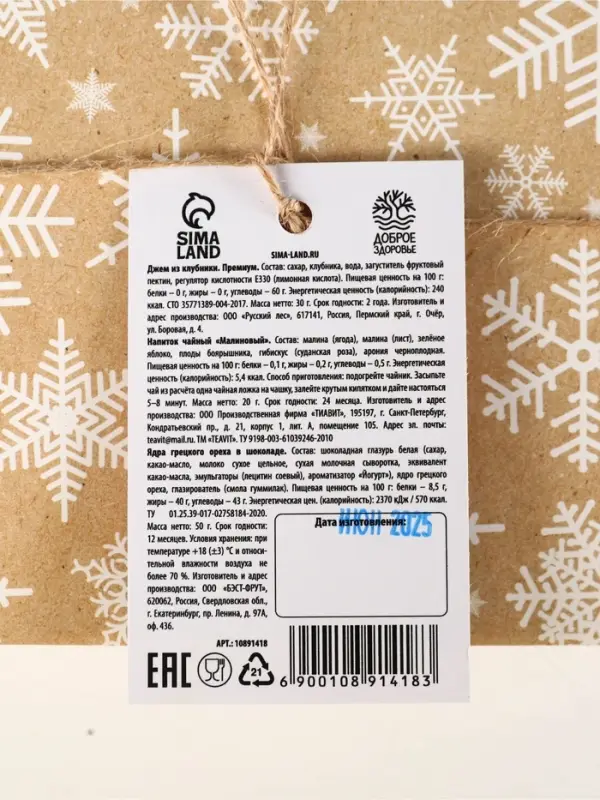 SIMA
LAND
SIMA-LAND.RU
ДОБРОЕ
ЗДОРОВЬЕ
Джем из клубники. Премиум. Состав: сахар, клубника, вода, загуститель фруктовый
пектин, регулятор кислотности Е330 (лимонная кислота). Пищевая ценность на 100 г:
белки – 0 г, жиры – 0 г, углеводы – 60 г. Энергетическая ценность (калорийность): 240
ккал. СТО 35771389-004-2017. Масса нетто: 30 г. Срок годности: 2 года. Изготовитель и
адрес производства: ООО «Русский лес», 617141, Россия, Пермский край, г. Очёр,
ул. Боровая, д. 4.
Напиток чайный «Малиновый». Состав: малина (ягода), малина (лист), зелёное
яблоко, плоды боярышника, гибискус (суданская роза), арония черноплодная.
Пищевая ценность на 100 г: белки – 0,1 г, жиры – 0,2 г, углеводы – 0,5 г. Энергетическая
ценность (калорийность): 5,4 ккал. Способ приготовления: подогрейте чайник. Засыпьте
чай из расчёта одна чайная ложка на чашку, залейте крутым кипятком и дайте настояться
5–8 минут. Масса нетто: 20 г. Срок годности: 24 месяца. Изготовитель и адрес
производства: ООО Производственная фирма «ТИАВИТ», 195197, г. Санкт-Петербург,
Кондратьевский пр., д. 21, корпус 1, лит. А, помещение 105. Адрес эл. почты:
teavit@mail.ru. ТМ «TEAVIT». ТУ 9198-003-61039246-2010
Ядра грецкого ореха в шоколаде. Состав: шоколадная глазурь белая (сахар,
какао-масло, молоко сухое цельное, сухая молочная сыворотка, эквивалент
какао-масла, эмульгаторы (лецитин соевый), ароматизатор «Йогурт»), ядро грецкого
ореха, глазирователь (смола гуммилак). Пищевая ценность на 100 г: белки – 8,5 г,
жиры – 40 г, углеводы – 43 г. Энергетическая цен. (калорийность): 2370 кДж / 570 ккал.
ТУ 01.25.39-017-02758184-2020.
Масса нетто: 50 г. Срок годности:
12 месяцев. Условия хранения: при
температуре +18 (±3) °С и относи-
тельной влажности воздуха не
более 70 %. Изготовитель и адрес
производства: ООО «БЭСТ-ФРУТ»,
620062, Россия, Свердловская обл.,
г. Екатеринбург, пр. Ленина, д. 97А,
оф. 436.
Дата изготовления:
ИЮН 2025
АРТ.: 10891418
EAC
21
6 900108 914183